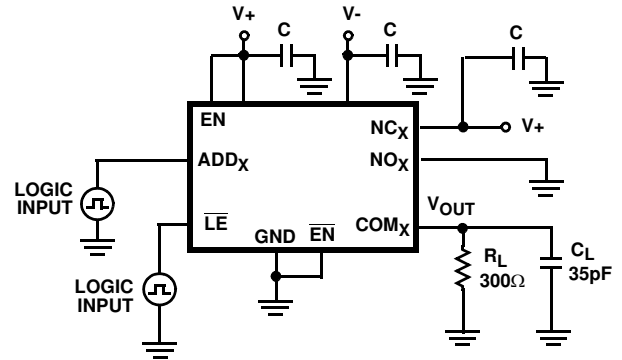 V+
V-
C
C
C
EN
NCX
V+
ADDX
NOX
LOGIC
INPUT
LE
GND
EN
COMX
VOUT
RL
300Ω
CL
35pF
LOGIC
INPUT